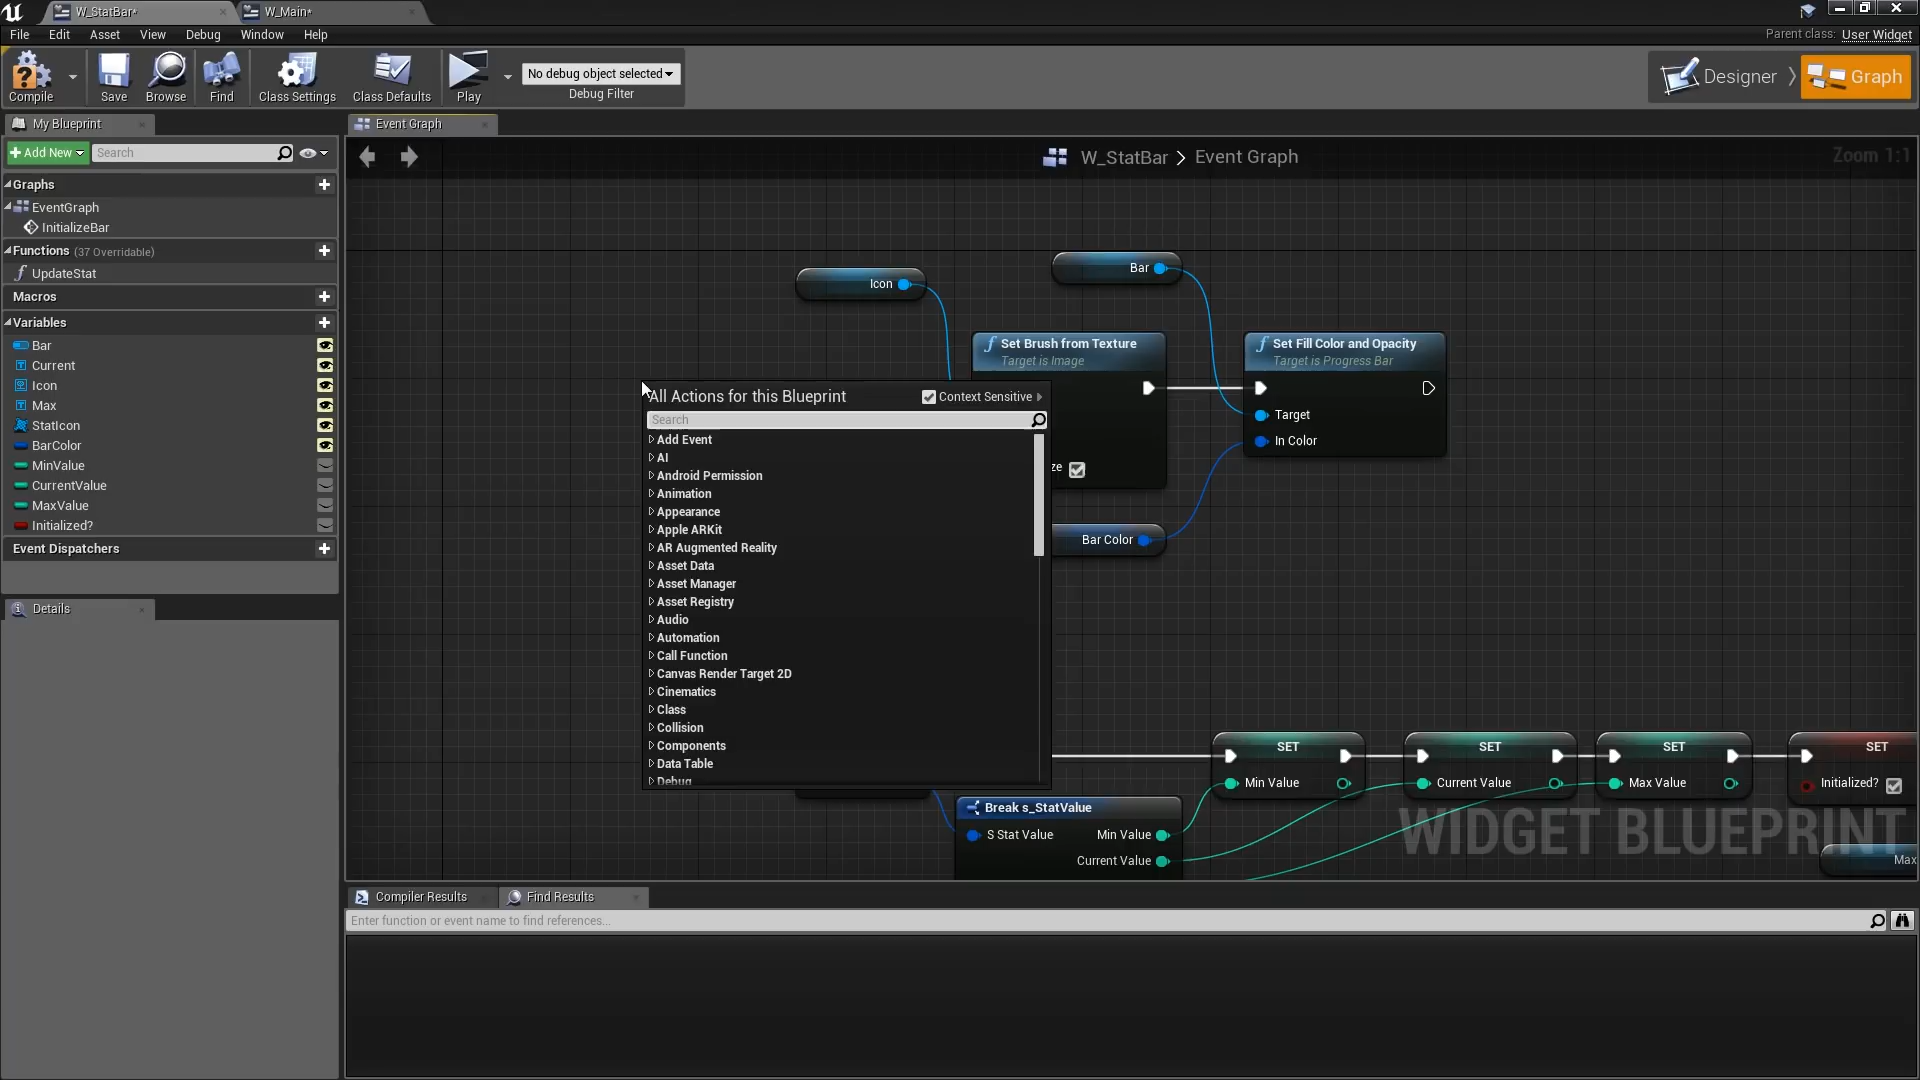 W_StatBar*
W_Main*
File Edit Asset View Debug Window Help
Parent class: User Widget
Compile
Save
Browse
Find
Class Settings
Class Defaults
Play
No debug object selected
Debug Filter
Designer
Graph
My Blueprint
Event Graph
Add New
Search
W_StatBar > Event Graph
Zoom 1:1
Graphs
EventGraph
InitializeBar
Functions (37 Overridable)
UpdateStat
Macros
Variables
Bar
Current
Icon
Max
StatIcon
BarColor
MinValue
CurrentValue
MaxValue
Initialized?
Event Dispatchers
Details
Icon
Bar
Set Brush from Texture
Target is Image
ze
Set Fill Color and Opacity
Target is Progress Bar
Target
In Color
Bar Color
All Actions for this Blueprint
Context Sensitive
Search
Add Event
AI
Android Permission
Animation
Appearance
Apple ARKit
AR Augmented Reality
Asset Data
Asset Manager
Asset Registry
Audio
Automation
Call Function
Canvas Render Target 2D
Cinematics
Class
Collision
Components
Data Table
Debug
SET
Min Value
SET
Current Value
SET
Max Value
SET
Initialized?
Break s_StatValue
S Stat Value
Min Value
Current Value
WIDGET BLUEPRINT
Max
Compiler Results
Find Results
Enter function or event name to find references...